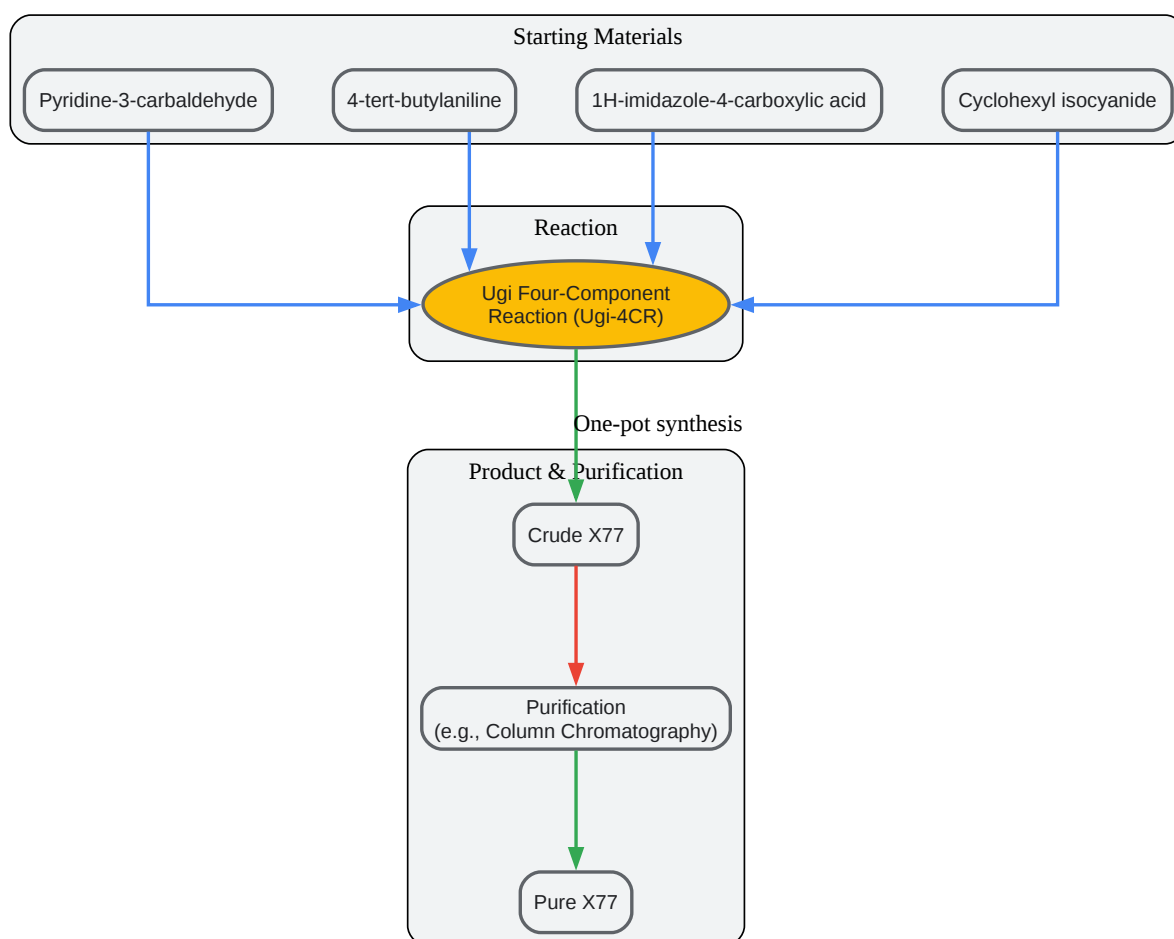 Starting Materials
Pyridine-3-carbaldehyde
4-tert-butylaniline
1H-imidazole-4-carboxylic acid
Cyclohexyl isocyanide
Reaction
Ugi Four-Component
Reaction (Ugi-4CR)
One-pot synthesis
Product & Purification
Crude X77
Purification
(e.g., Column Chromatography)
Pure X77